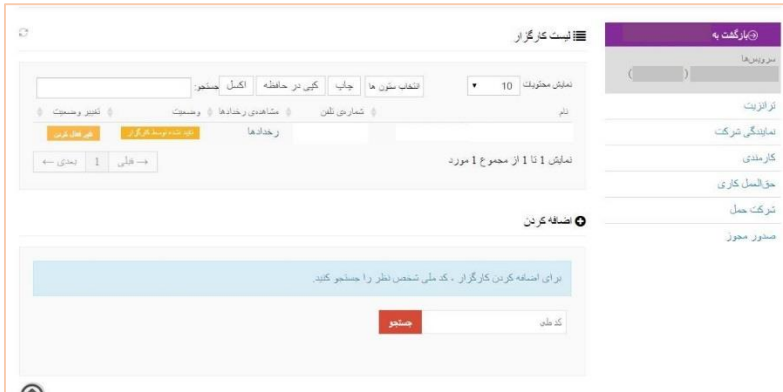 بازگشت به
سرویس‌ها
( )
ترانزیت
نمایندگی شرکت
کارمندی
حق‌العمل کاری
شرکت حمل
صدور مجوز
لیست کارگزار
نمایش محتویات 10 انتخاب ستون ها چاپ کپی در حافظه اکسل جستجو:
نام شماره‌ی تلفن مشاهده‌ی رخدادها وضعیت تغییر وضعیت
رخدادها تایید شده توسط کارگزار غیر فعال کردن
نمایش 1 تا 1 از مجموع 1 مورد → قبلی 1 بعدی ←
اضافه کردن
برای اضافه کردن کارگزار ، کد ملی شخص نظر را جستجو کنید.
کد ملی جستجو